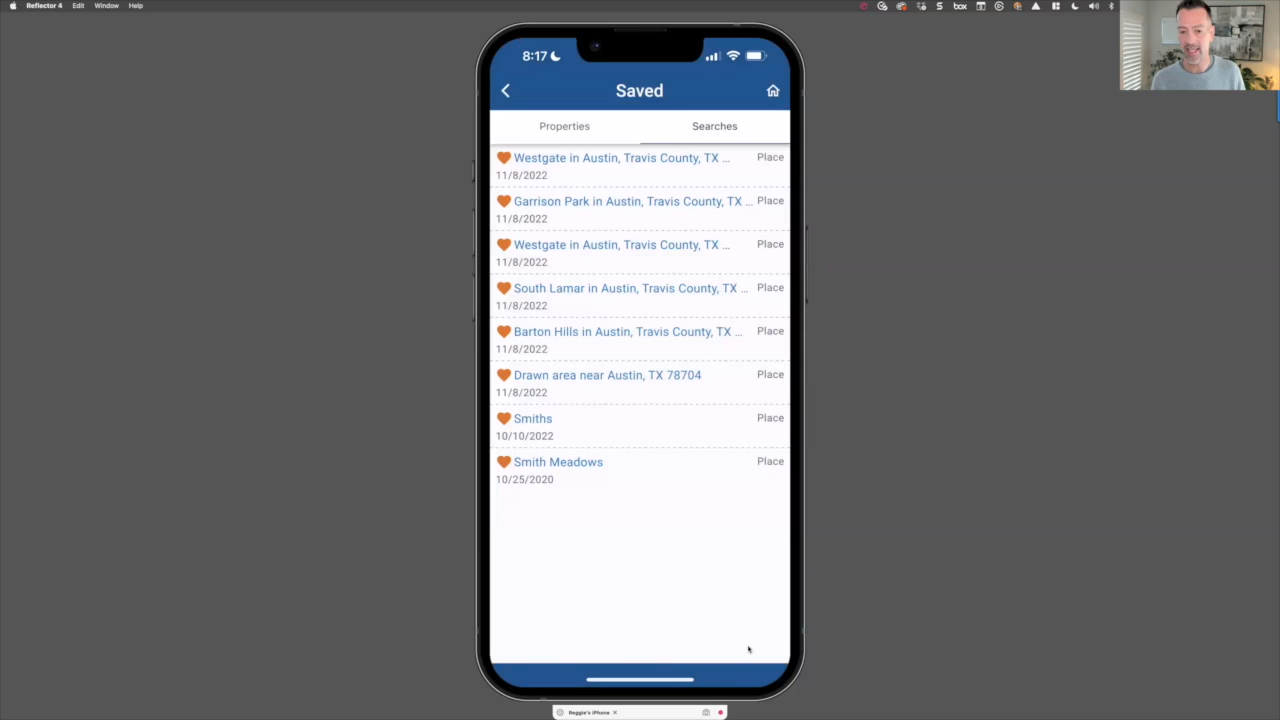 Reflector 4 Edit Window Help
box
8:17
Saved
Properties Searches
Westgate in Austin, Travis County, TX ... Place
11/8/2022
Garrison Park in Austin, Travis County, TX ... Place
11/8/2022
Westgate in Austin, Travis County, TX ... Place
11/8/2022
South Lamar in Austin, Travis County, TX ... Place
11/8/2022
Barton Hills in Austin, Travis County, TX ... Place
11/8/2022
Drawn area near Austin, TX 78704 Place
11/8/2022
Smiths Place
10/10/2022
Smith Meadows Place
10/25/2020
Reggie's iPhone